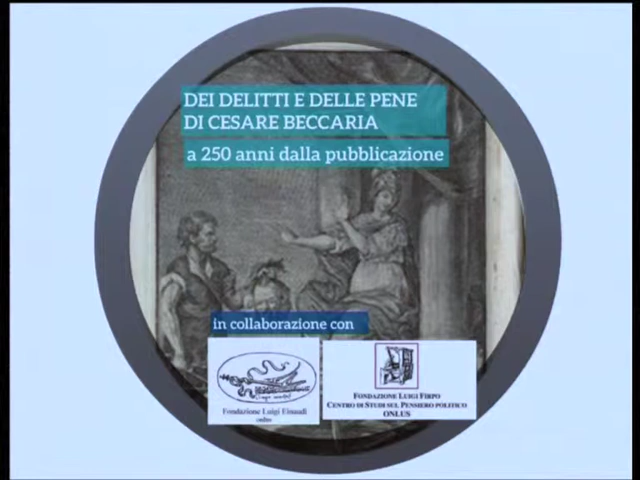 DEI DELITTI E DELLE PENE
DI CESARE BECCARIA
a 250 anni dalla pubblicazione
in collaborazione con
Fondazione Luigi Einaudi
onlus
FONDAZIONE LUIGI FIRPO
CENTRO DI STUDI SUL PENSIERO POLITICO
ONLUS